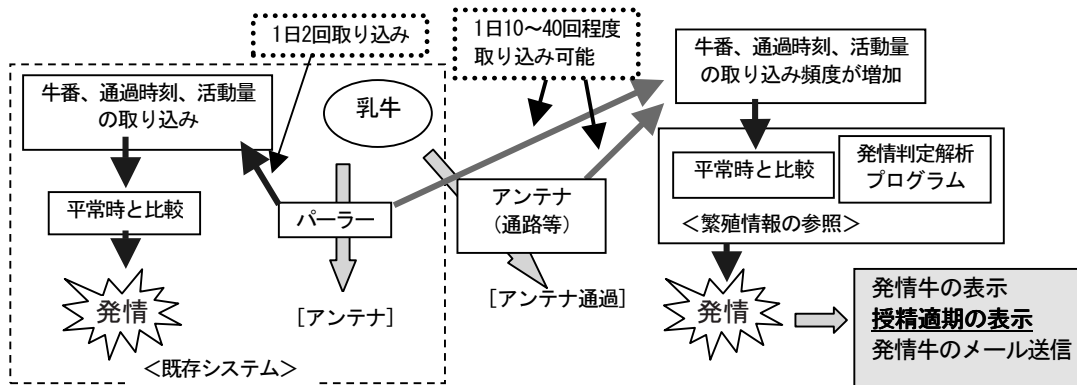 1日2回取り込み
1日10～40回程度
取り込み可能
牛番、通過時刻、活動量
の取り込み頻度が増加
牛番、通過時刻、活動量
の取り込み
乳牛
平常時と比較
発情判定解析
プログラム
平常時と比較
パーラー
アンテナ
（通路等）
＜繁殖情報の参照＞
発情
［アンテナ］
［アンテナ通過］
発情
発情牛の表示
授精適期の表示
発情牛のメール送信
＜既存システム＞